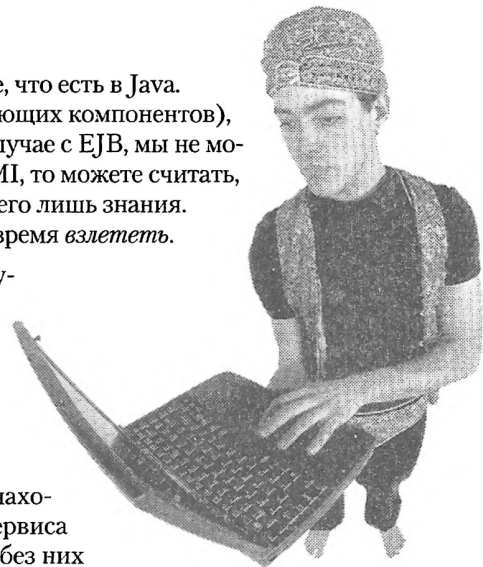 е, что есть в Java.
ющих компонентов),
лучае с EJB, мы не мо-
MI, то можете считать,
его лишь знания.
время взлететь.
у-
нахо-
ервиса
без них